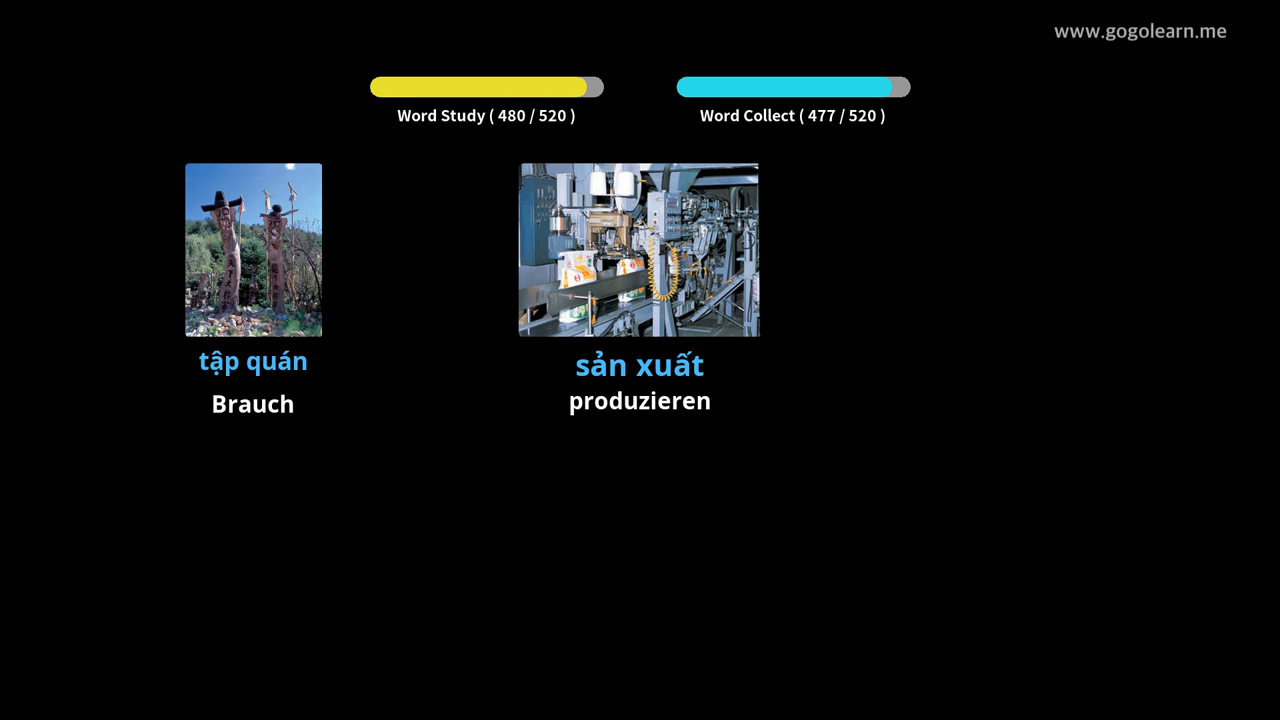 www.gogolearn.me
Word Study ( 480 / 520 )
Word Collect ( 477 / 520 )
tập quán
Brauch
sản xuất
produzieren